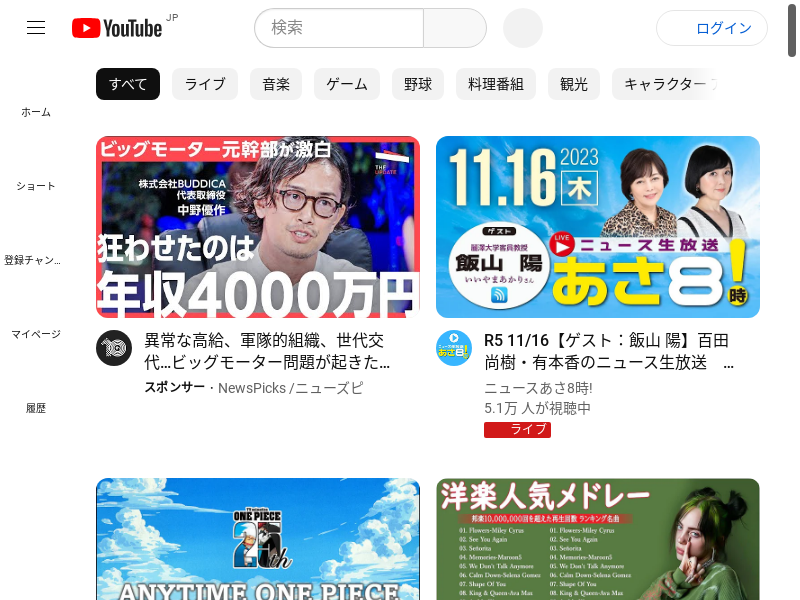 YouTube JP
検索
ログイン
すべて
ライブ
音楽
ゲーム
野球
料理番組
観光
キャラクター
ホーム
ショート
登録チャン...
マイページ
履歴
ビッグモーター元幹部が激白
THE UPDATE
株式会社BUDDICA
代表取締役
中野優作
狂わせたのは
年収4000万円
異常な高給、軍隊的組織、世代交
代...ビッグモーター問題が起きた...
スポンサー · NewsPicks /ニューズピ
11.16 2023
木
ゲスト
麗澤大学客員教授
飯山 陽
いいやまあかりさん
LIVE
ニュース生放送
あさ8!
時
R5 11/16【ゲスト：飯山 陽】百田
尚樹・有本香のニュース生放送 ...
ニュースあさ8時!
5.1万 人が視聴中
ライブ
ONE PIECE
25th
ANYTIME ONE PIECE
洋楽人気メドレー
邦楽10,000,000回を超えた再生回数 ランキング名曲
01. Flowers-Miley Cyrus
02. See You Again
03. Señorita
04. Memories-Maroon5
05. We Don't Talk Anymore
06. Calm Down-Selena Gomez
07. Shape Of You
08. King & Queen-Ava Max
01. Flowers-Miley Cyrus
02. See You Again
03. Señorita
04. Memories-Maroon5
05. We Don't Talk Anymore
06. Calm Down-Selena Gomez
07. Shape Of You
08. King & Queen-Ava Max